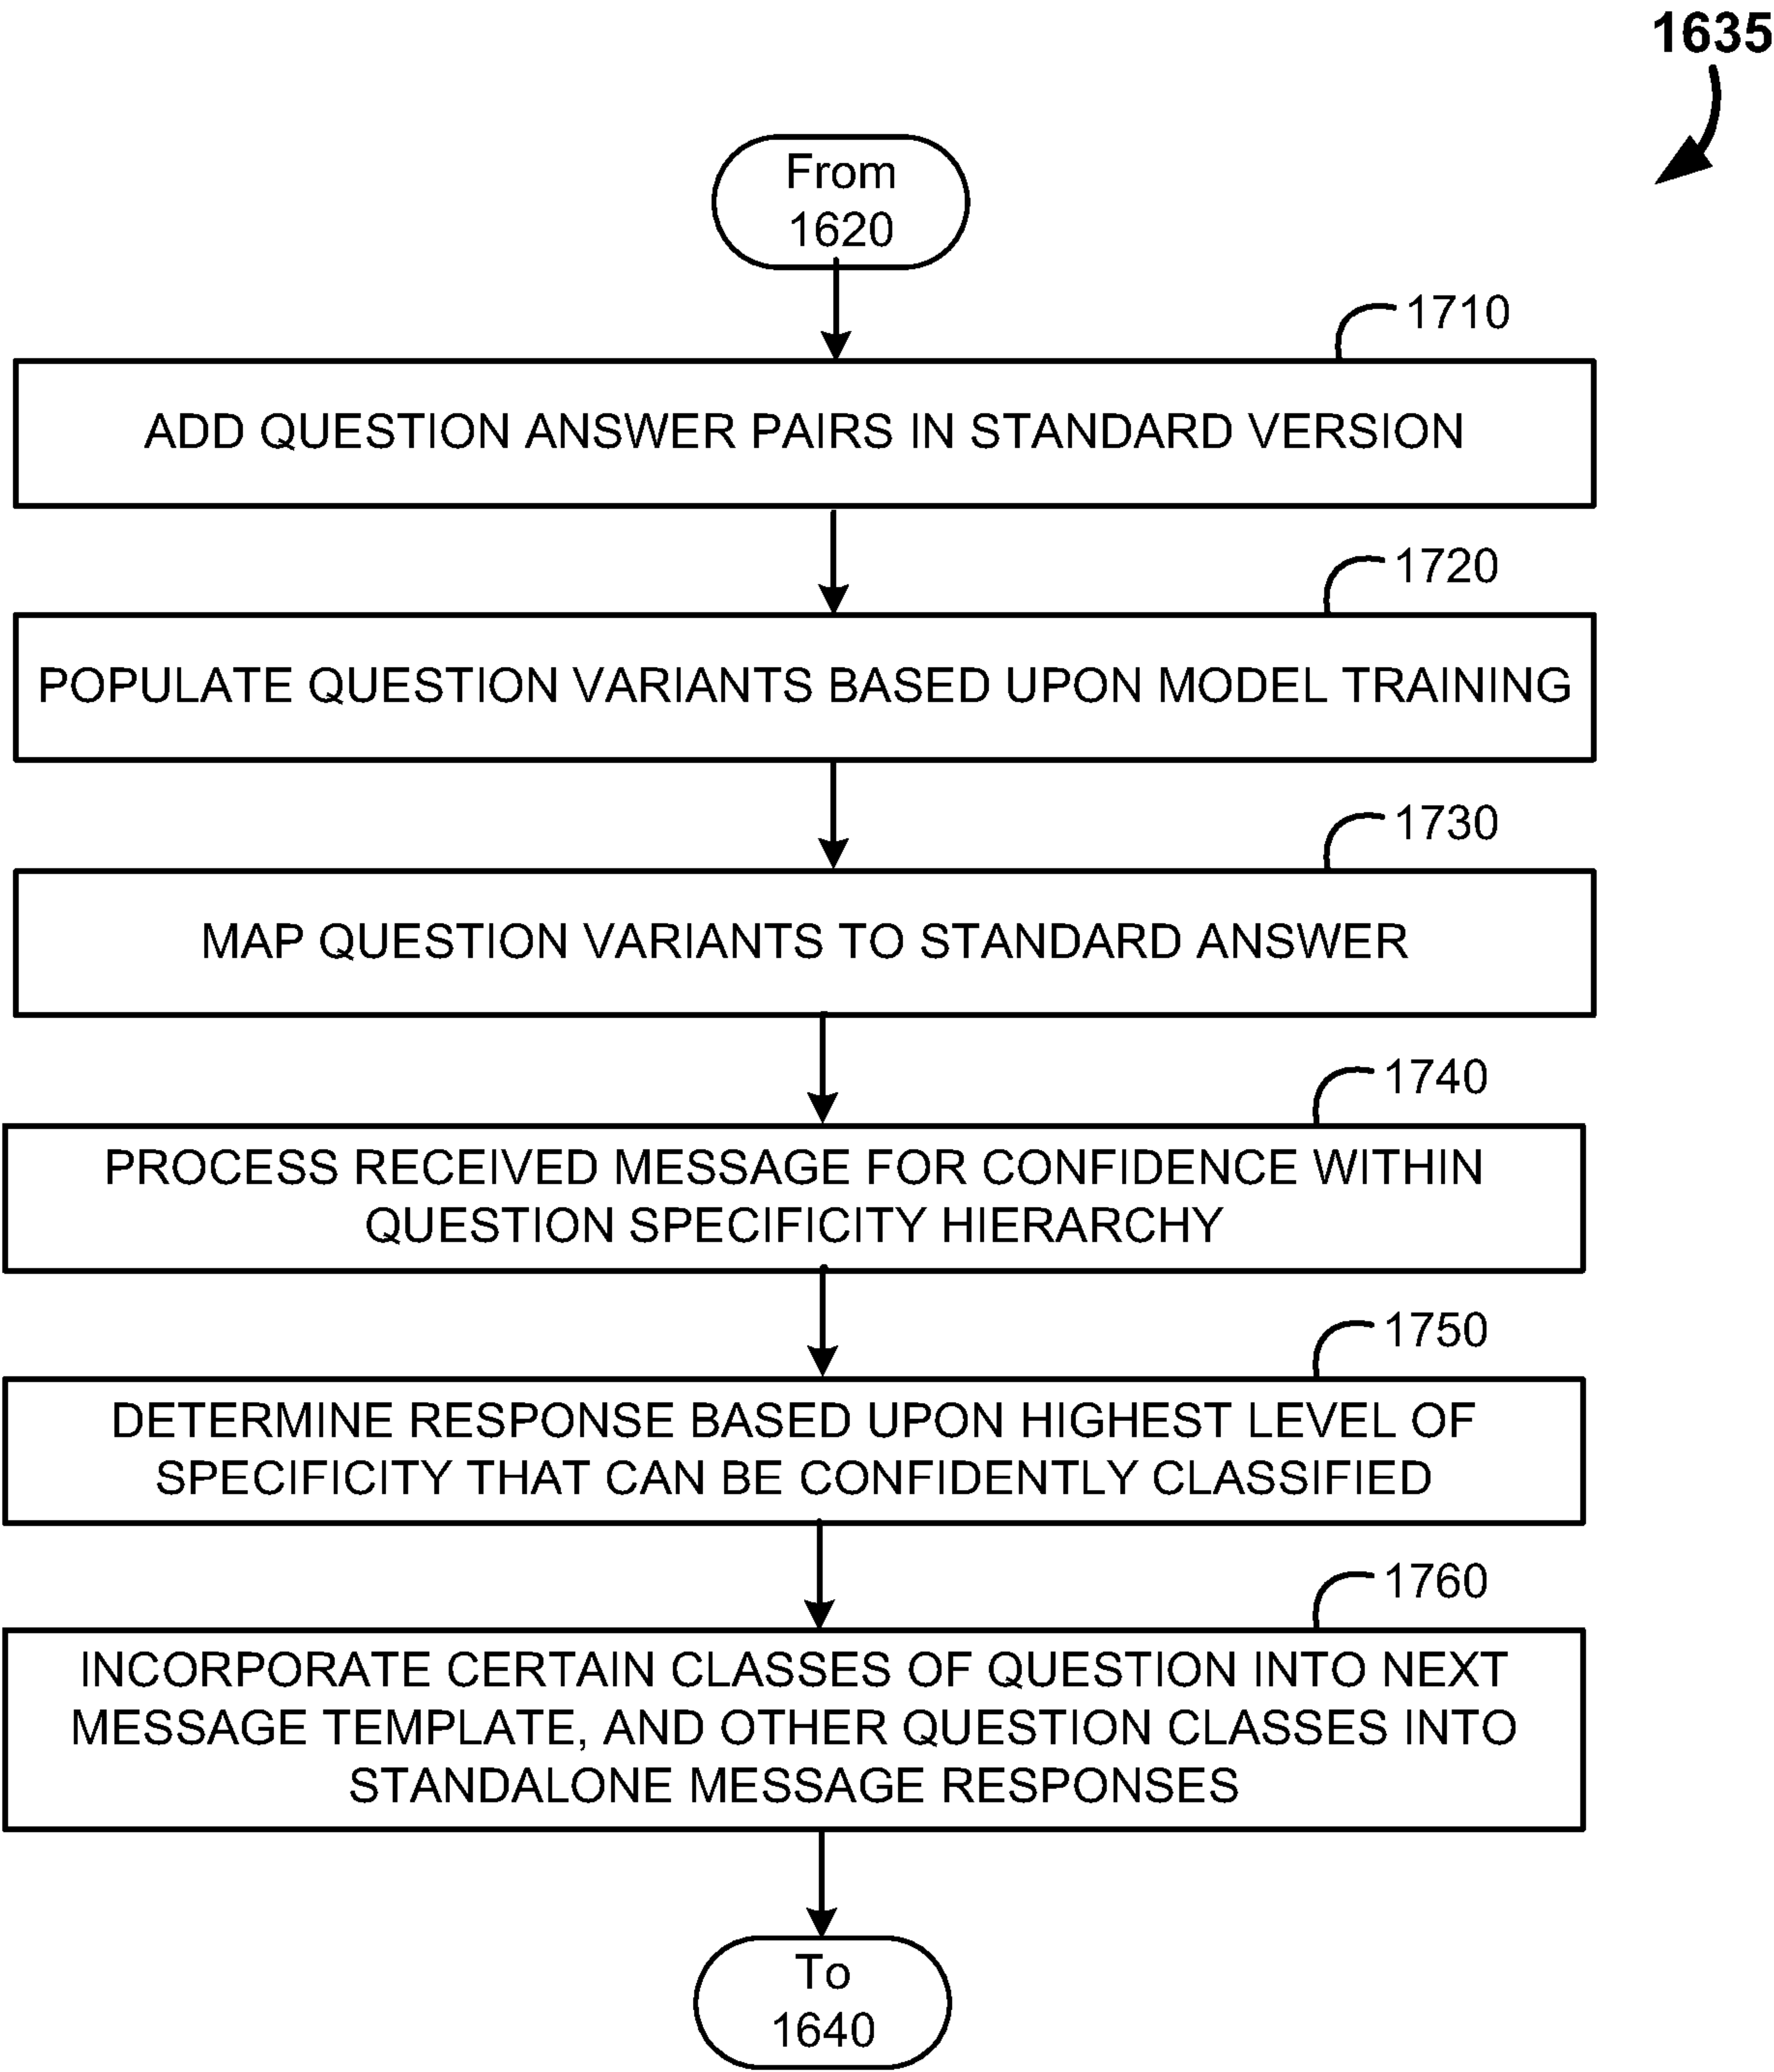 1635
From
1620
1710
ADD QUESTION ANSWER PAIRS IN STANDARD VERSION
1720
POPULATE QUESTION VARIANTS BASED UPON MODEL TRAINING
1730
MAP QUESTION VARIANTS TO STANDARD ANSWER
1740
PROCESS RECEIVED MESSAGE FOR CONFIDENCE WITHIN
QUESTION SPECIFICITY HIERARCHY
1750
DETERMINE RESPONSE BASED UPON HIGHEST LEVEL OF
SPECIFICITY THAT CAN BE CONFIDENTLY CLASSIFIED
1760
INCORPORATE CERTAIN CLASSES OF QUESTION INTO NEXT
MESSAGE TEMPLATE, AND OTHER QUESTION CLASSES INTO
STANDALONE MESSAGE RESPONSES
To
1640